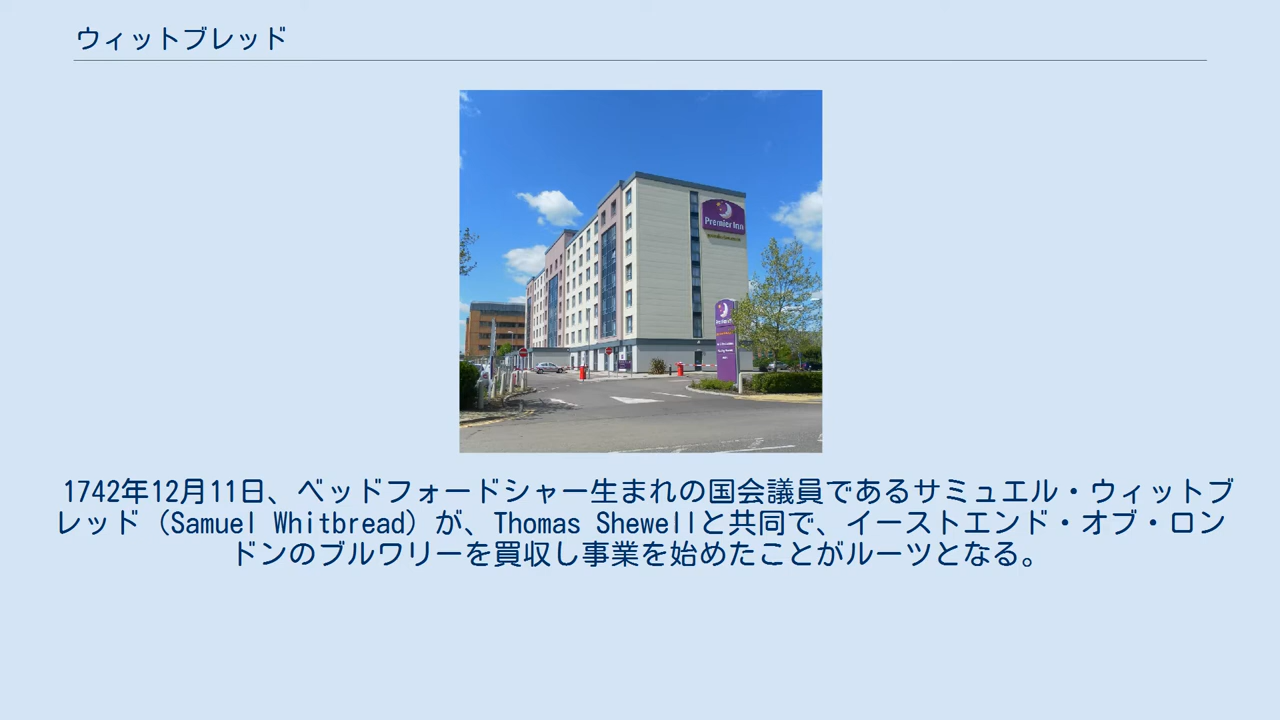 ウィットブレッド
Premier Inn
1742年12月11日、ベッドフォードシャー生まれの国会議員であるサミュエル・ウィットブ
レッド（Samuel Whitbread）が、Thomas Shewellと共同で、イーストエンド・オブ・ロン
ドンのブルワリーを買収し事業を始めたことがルーツとなる。